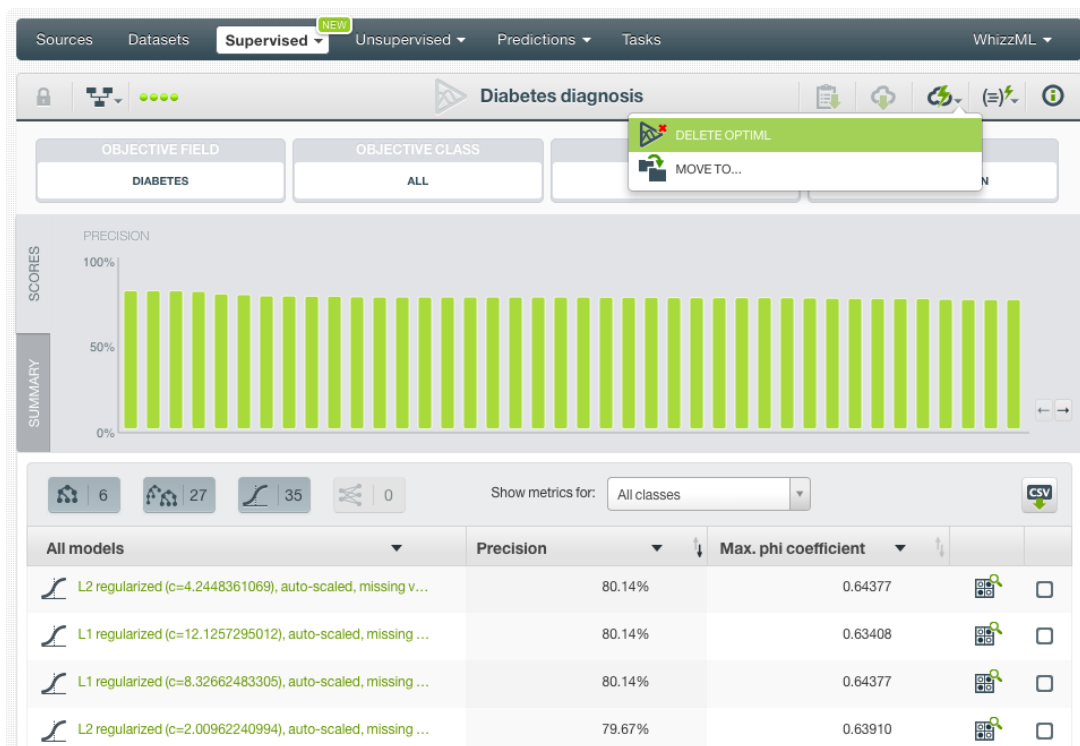 NEW
Sources Datasets Supervised Unsupervised Predictions Tasks WhizzML
Diabetes diagnosis
DELETE OPTIML
MOVE TO...
OBJECTIVE FIELD OBJECTIVE CLASS
DIABETES ALL N
PRECISION
SCORES
SUMMARY
100%
50%
0%
← →
6 27 35 0 Show metrics for: All classes CSV
All models Precision Max. phi coefficient
L2 regularized (c=4.2448361069), auto-scaled, missing v... 80.14% 0.64377
L1 regularized (c=12.1257295012), auto-scaled, missing ... 80.14% 0.63408
L1 regularized (c=8.32662483305), auto-scaled, missing ... 80.14% 0.64377
L2 regularized (c=2.00962240994), auto-scaled, missing ... 79.67% 0.63910